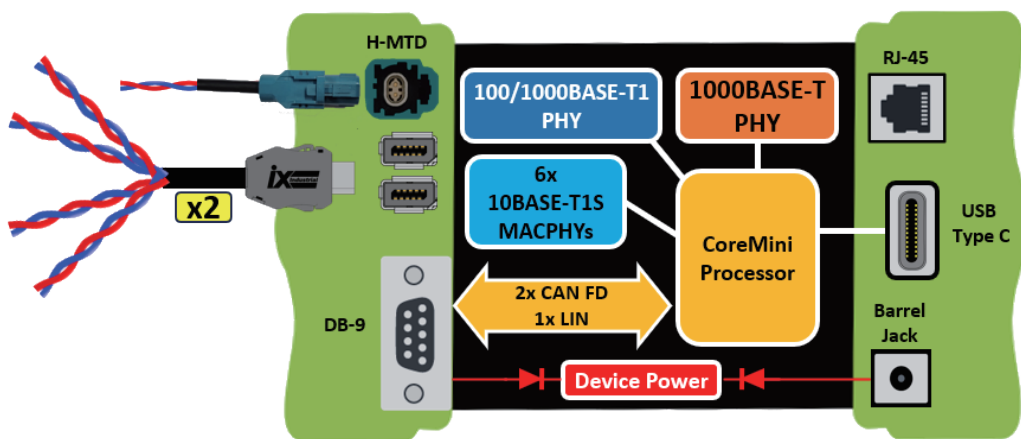 H-MTD
RJ-45
100/1000BASE-T1
PHY
1000BASE-T
PHY
ix
industrial
x2
6x
10BASE-T1S
MACPHYs
CoreMini
Processor
USB
Type C
DB-9
2x CAN FD
1x LIN
Barrel
Jack
Device Power